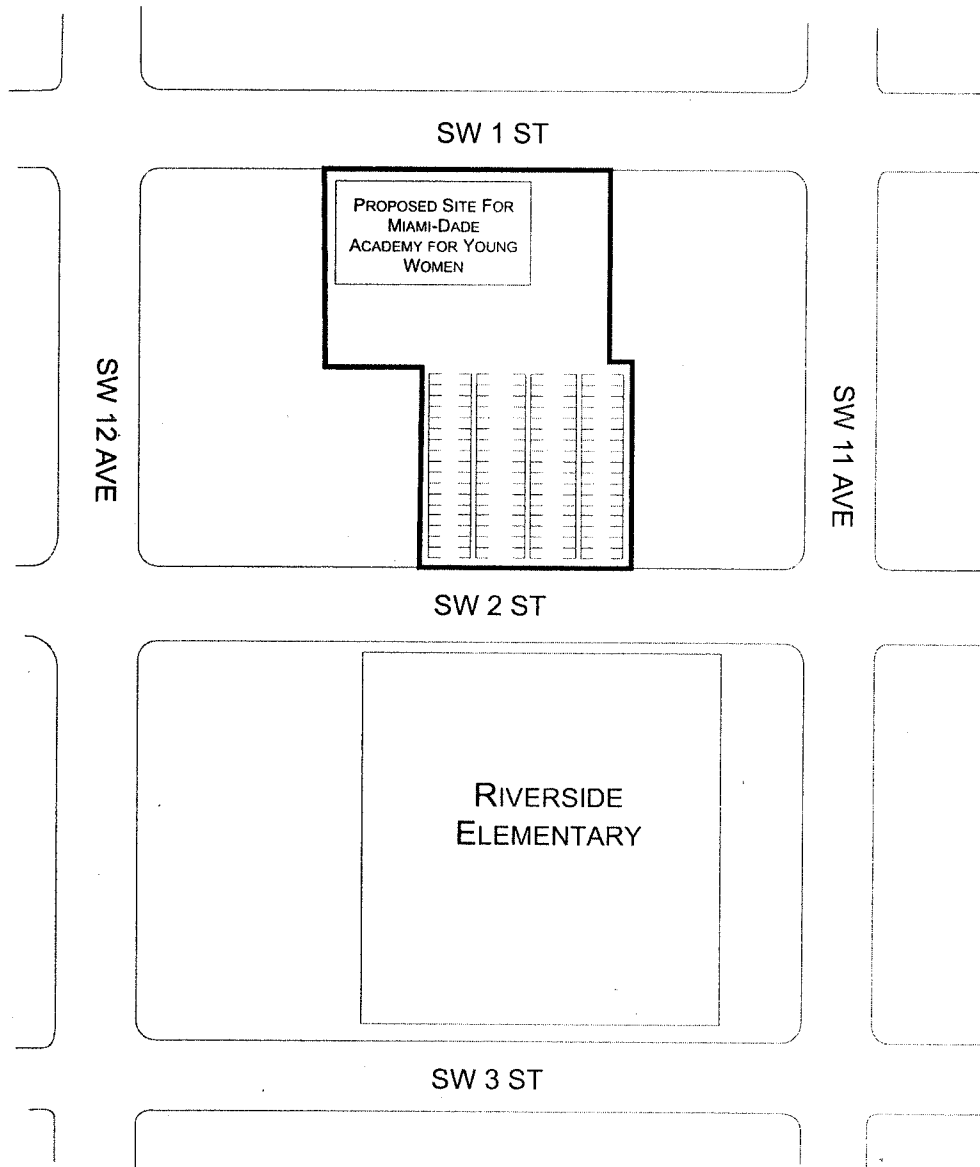 SW 1 ST
PROPOSED SITE FOR
MIAMI-DADE
ACADEMY FOR YOUNG
WOMEN
SW 12 AVE
SW 11 AVE
SW 2 ST
RIVERSIDE
ELEMENTARY
SW 3 ST